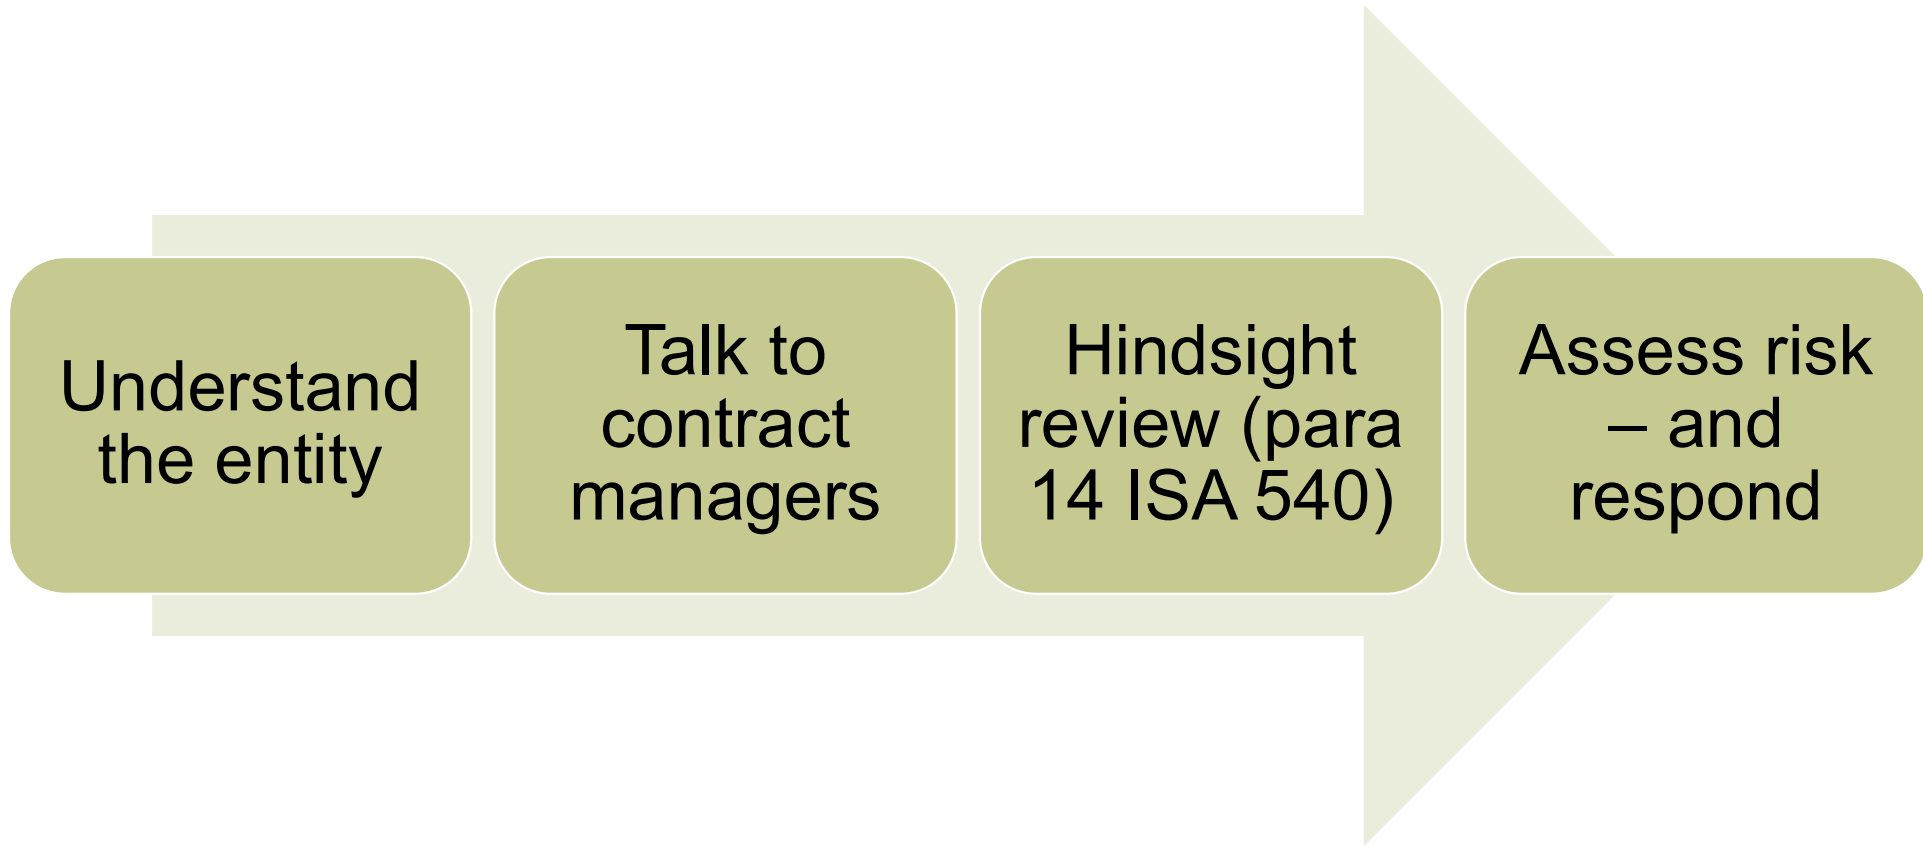 Understand
the entity
Talk to
contract
managers
Hindsight
review (para
14 ISA 540)
Assess risk
– and
respond